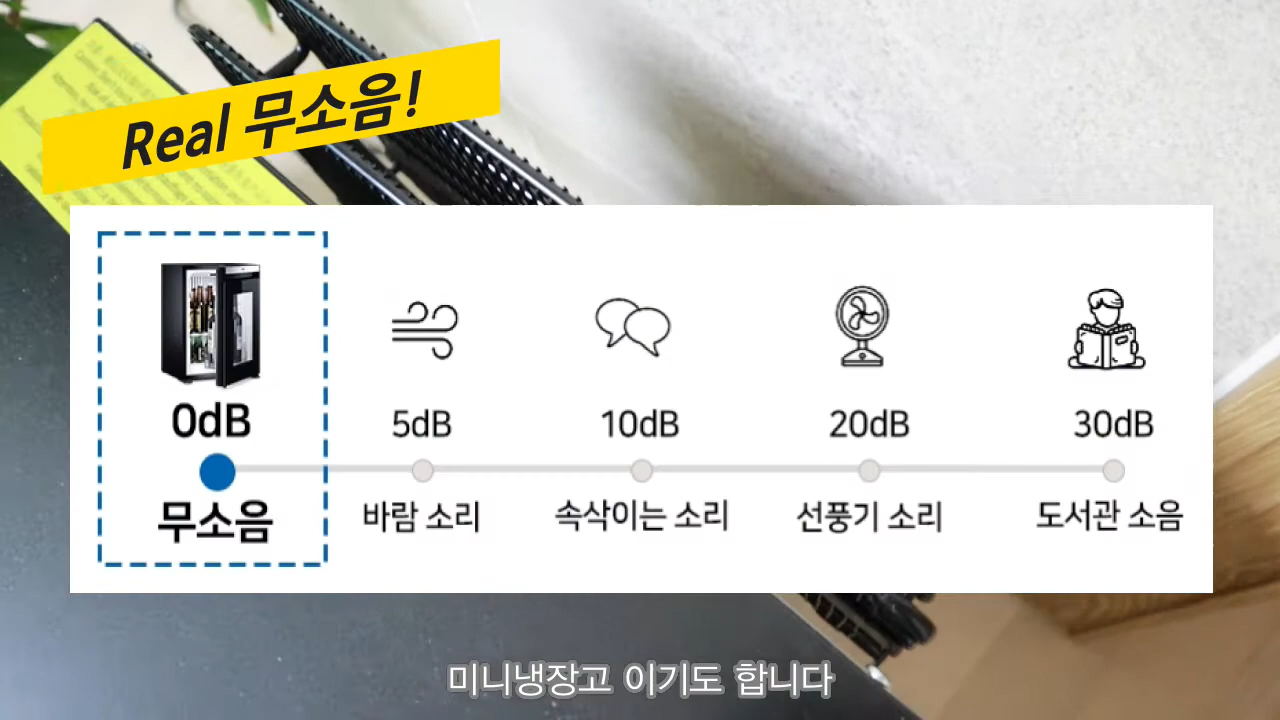 Real 무소음!
0dB
5dB
10dB
20dB
30dB
무소음
바람 소리
속삭이는 소리
선풍기 소리
도서관 소음
미니냉장고 이기도 합니다